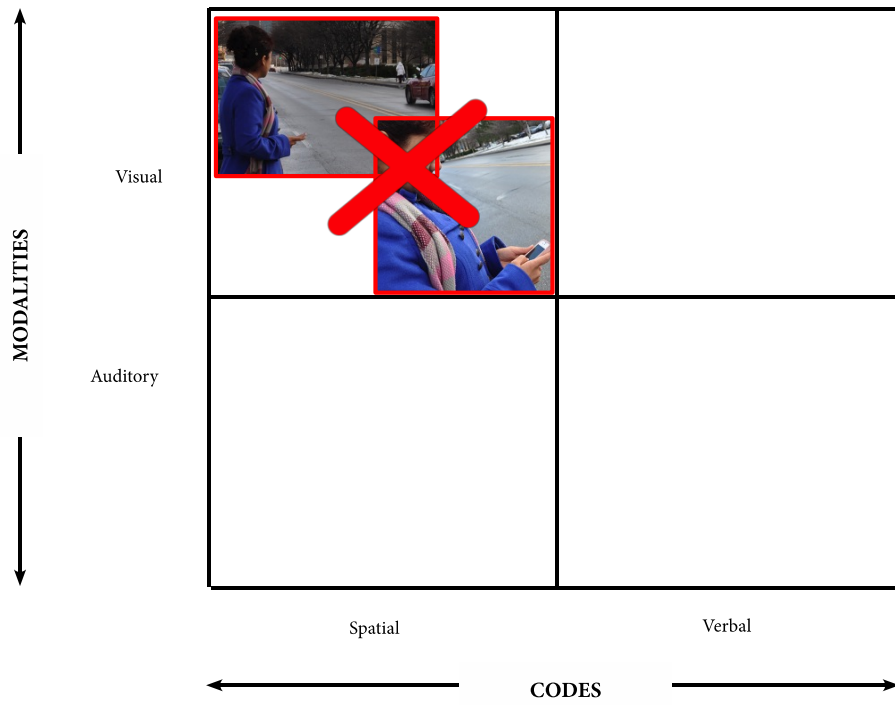 Visual
MODALITIES
Auditory
Spatial
Verbal
CODES